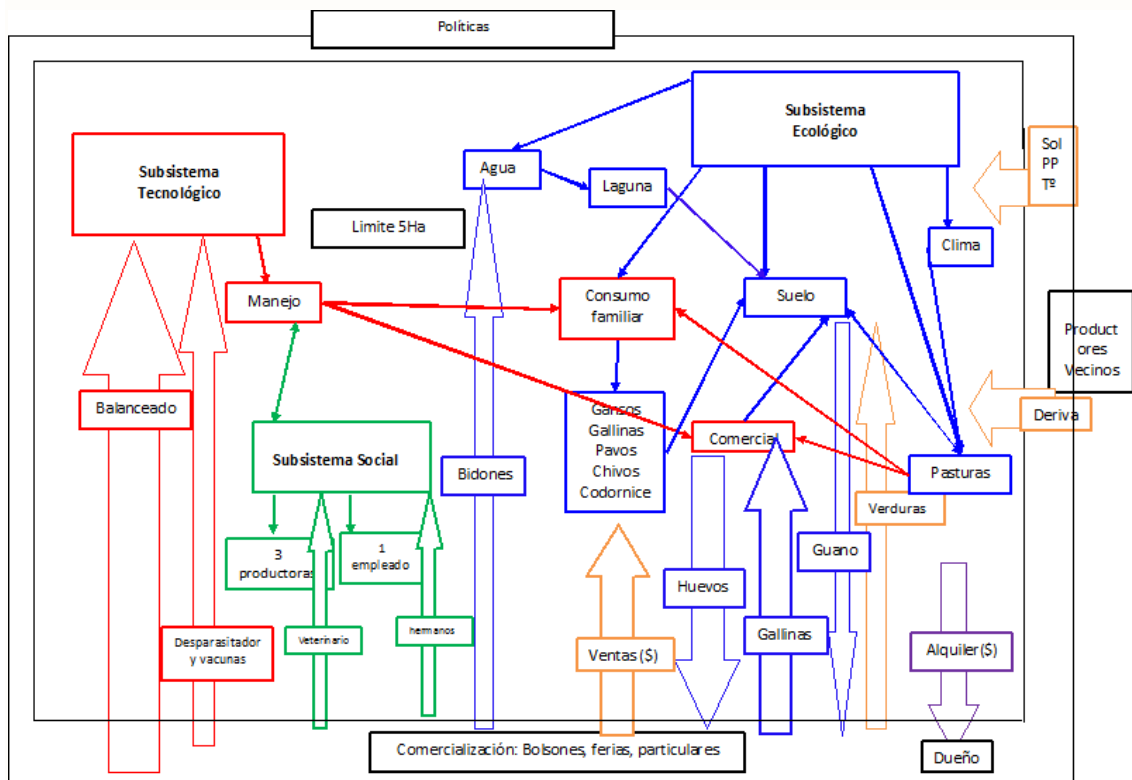 Políticas
Subsistema
Ecológico
Subsistema
Tecnológico
Agua
Laguna
Sol
PP
Tº
Limite 5Ha
Clima
Manejo
Consumo
familiar
Suelo
Product
ores
Vecinos
Balanceado
Gansos
Gallinas
Pavos
Chivos
Codornice
Comercial
Deriva
Subsistema Social
Bidones
Pasturas
Verduras
3
productoras
1
empleado
Guano
Huevos
Desparasitador
y vacunas
Veterinario
hermanos
Gallinas
Ventas ($)
Alquiler ($)
Comercialización: Bolsones, ferias, particulares
Dueño